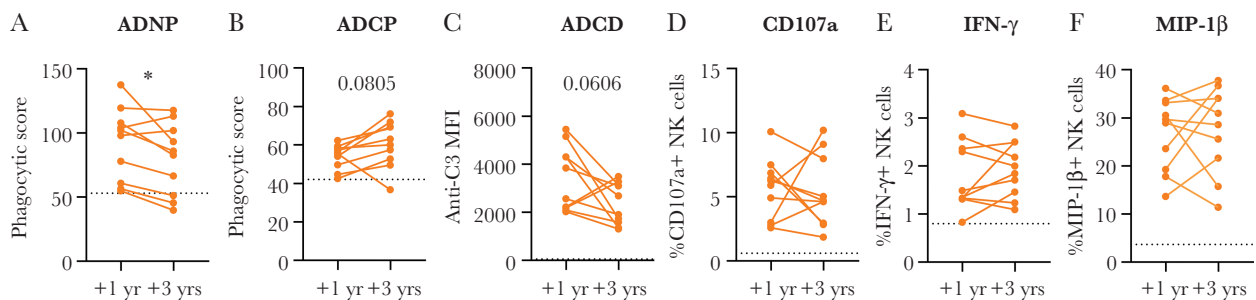 A ADNP
Phagocytic score
150
100
50
0
*
+1 yr +3 yrs
B ADCP
Phagocytic score
100
80
60
40
20
0
0.0805
+1 yr +3 yrs
C ADCD
Anti-C3 MFI
8000
6000
4000
2000
0
0.0606
+1 yr +3 yrs
D CD107a
%CD107a+ NK cells
15
10
5
0
+1 yr +3 yrs
E IFN-γ
%IFN-γ+ NK cells
4
3
2
1
0
+1 yr +3 yrs
F MIP-1β
%MIP-1β+ NK cells
40
30
20
10
0
+1 yr +3 yrs